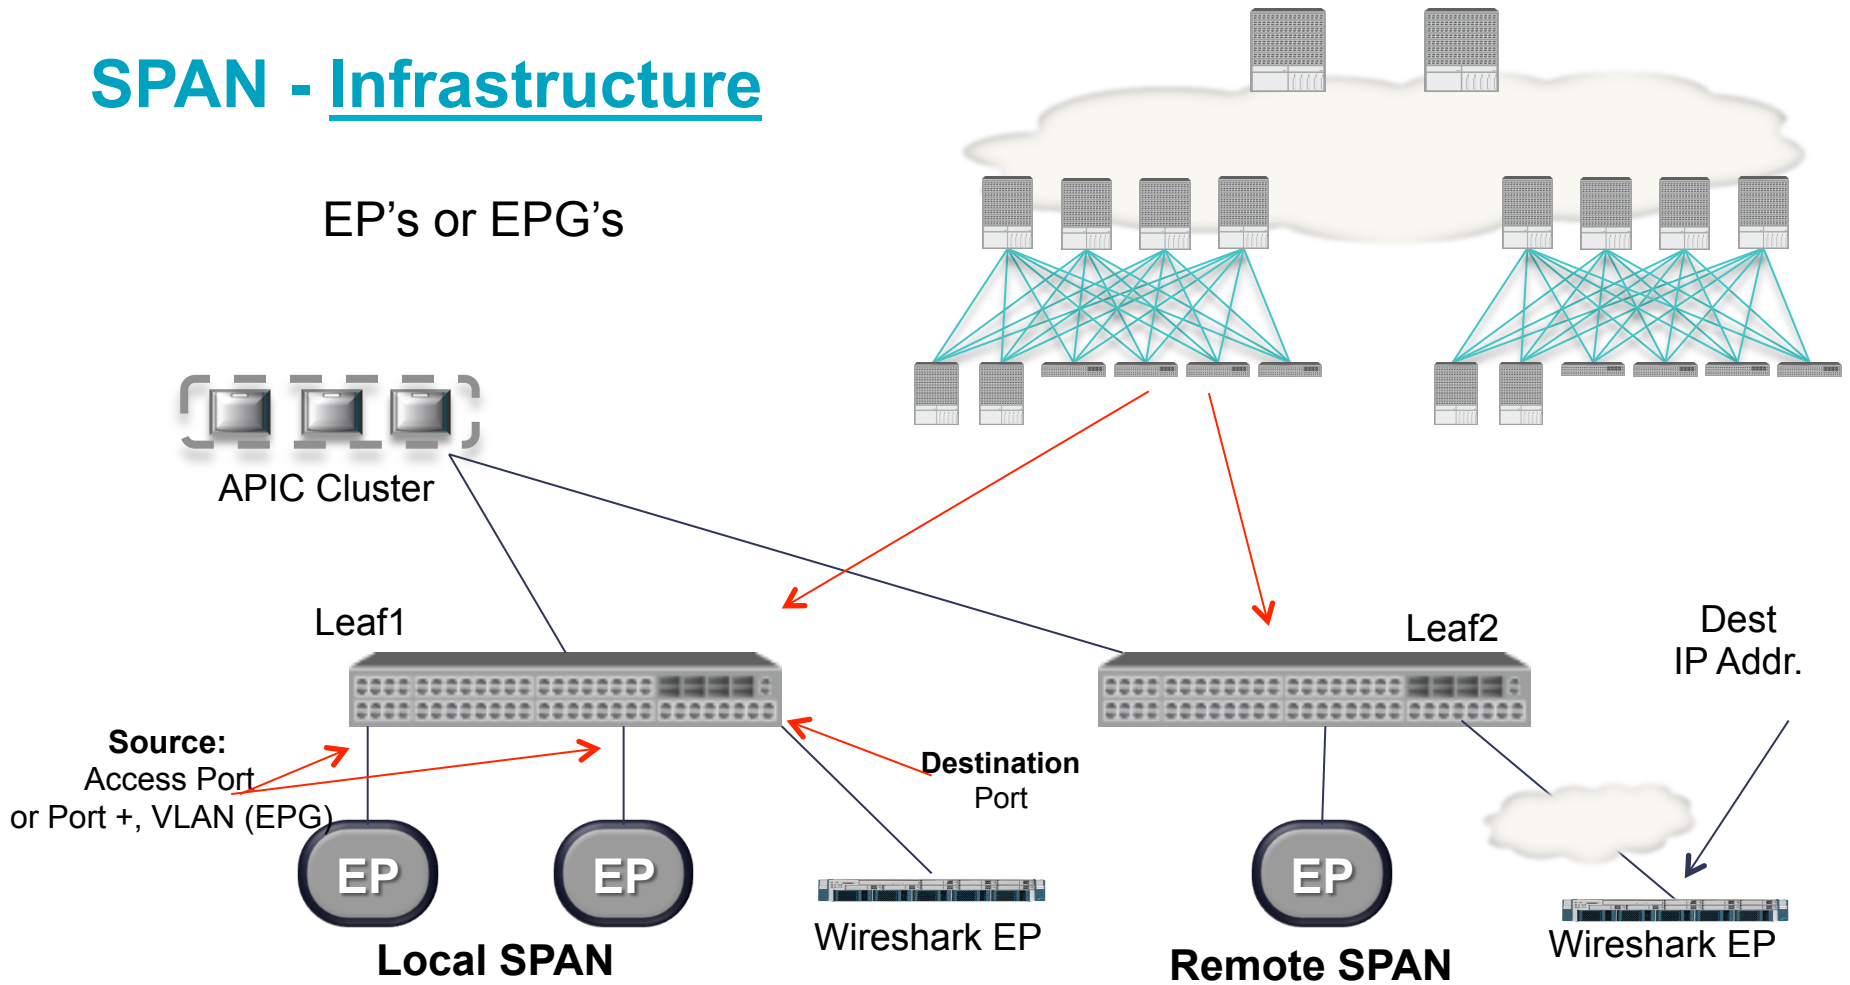 SPAN - Infrastructure
EP’s or EPG’s
APIC Cluster
Leaf1
Leaf2
Dest
IP Addr.
Source:
Access Port
or Port +, VLAN (EPG)
Destination
Port
EP
EP
EP
Wireshark EP
Wireshark EP
Local SPAN
Remote SPAN